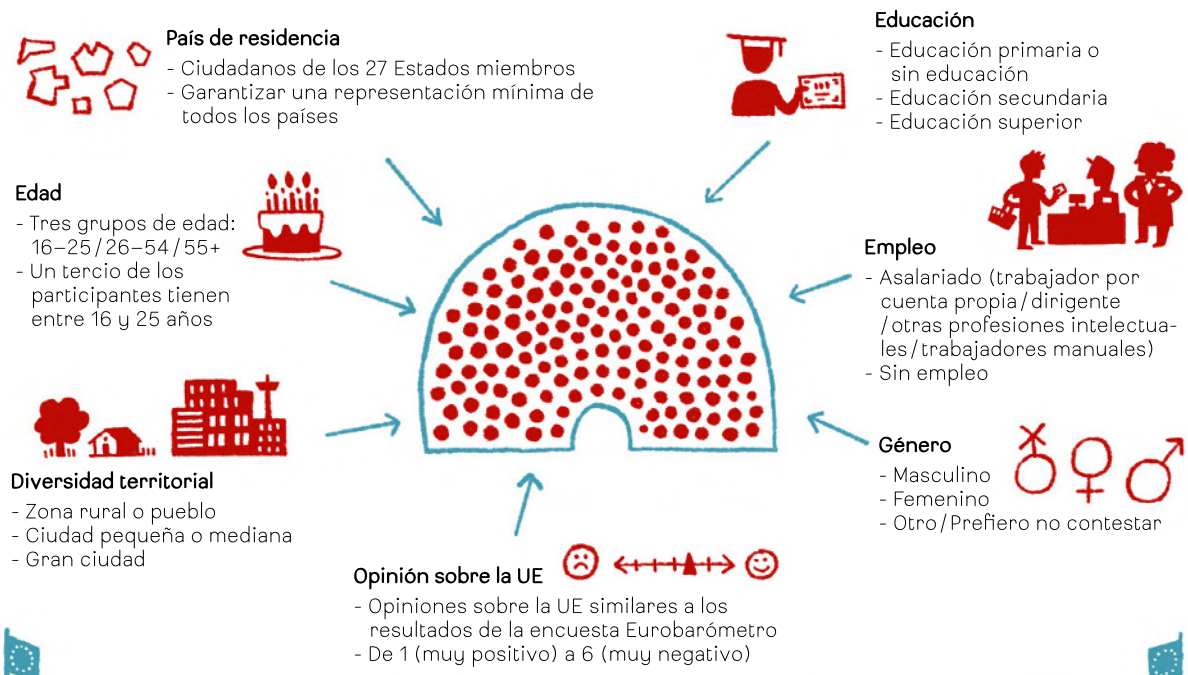 País de residencia
- Ciudadanos de los 27 Estados miembros
- Garantizar una representación mínima de
todos los países
Educación
- Educación primaria o
sin educación
- Educación secundaria
- Educación superior
Edad
- Tres grupos de edad:
16–25/26–54/55+
- Un tercio de los
participantes tienen
entre 16 y 25 años
Empleo
- Asalariado (trabajador por
cuenta propia/dirigente
/otras profesiones intelectua-
les/trabajadores manuales)
- Sin empleo
Diversidad territorial
- Zona rural o pueblo
- Ciudad pequeña o mediana
- Gran ciudad
Género
- Masculino
- Femenino
- Otro/Prefiero no contestar
Opinión sobre la UE
- Opiniones sobre la UE similares a los
resultados de la encuesta Eurobarómetro
- De 1 (muy positivo) a 6 (muy negativo)